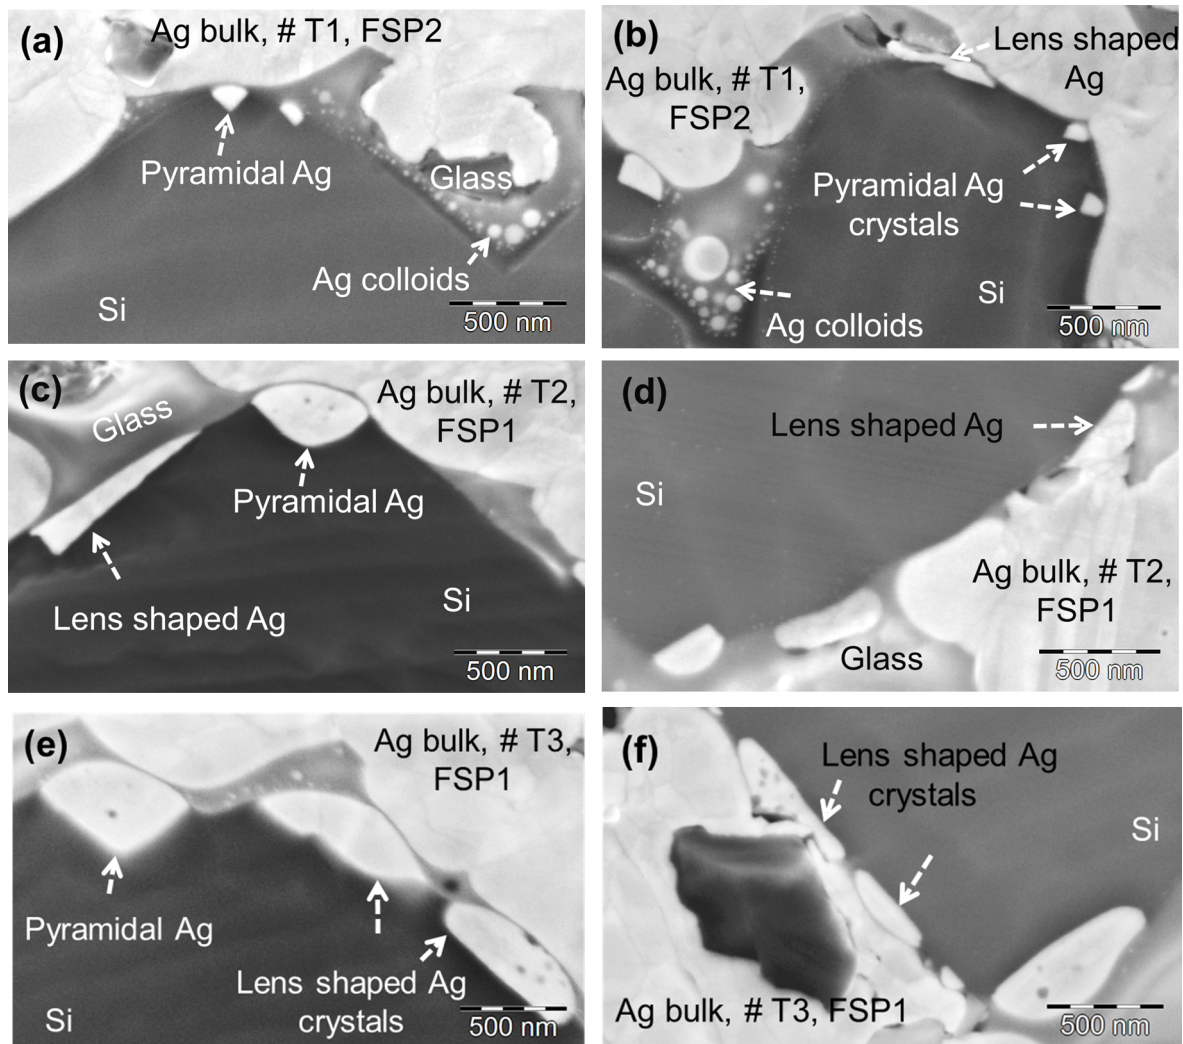 (a)
Ag bulk, # T1, FSP2
Pyramidal Ag
Glass
Ag colloids
Si
500 nm
(b)
Lens shaped
Ag
Ag bulk, # T1,
FSP2
Pyramidal Ag
crystals
Si
Ag colloids
500 nm
(c)
Glass
Ag bulk, # T2,
FSP1
Pyramidal Ag
Lens shaped Ag
Si
500 nm
(d)
Lens shaped Ag
Si
Ag bulk, # T2,
FSP1
Glass
500 nm
(e)
Ag bulk, # T3,
FSP1
Pyramidal Ag
Lens shaped Ag
crystals
Si
500 nm
(f)
Lens shaped Ag
crystals
Si
Ag bulk, # T3, FSP1
500 nm